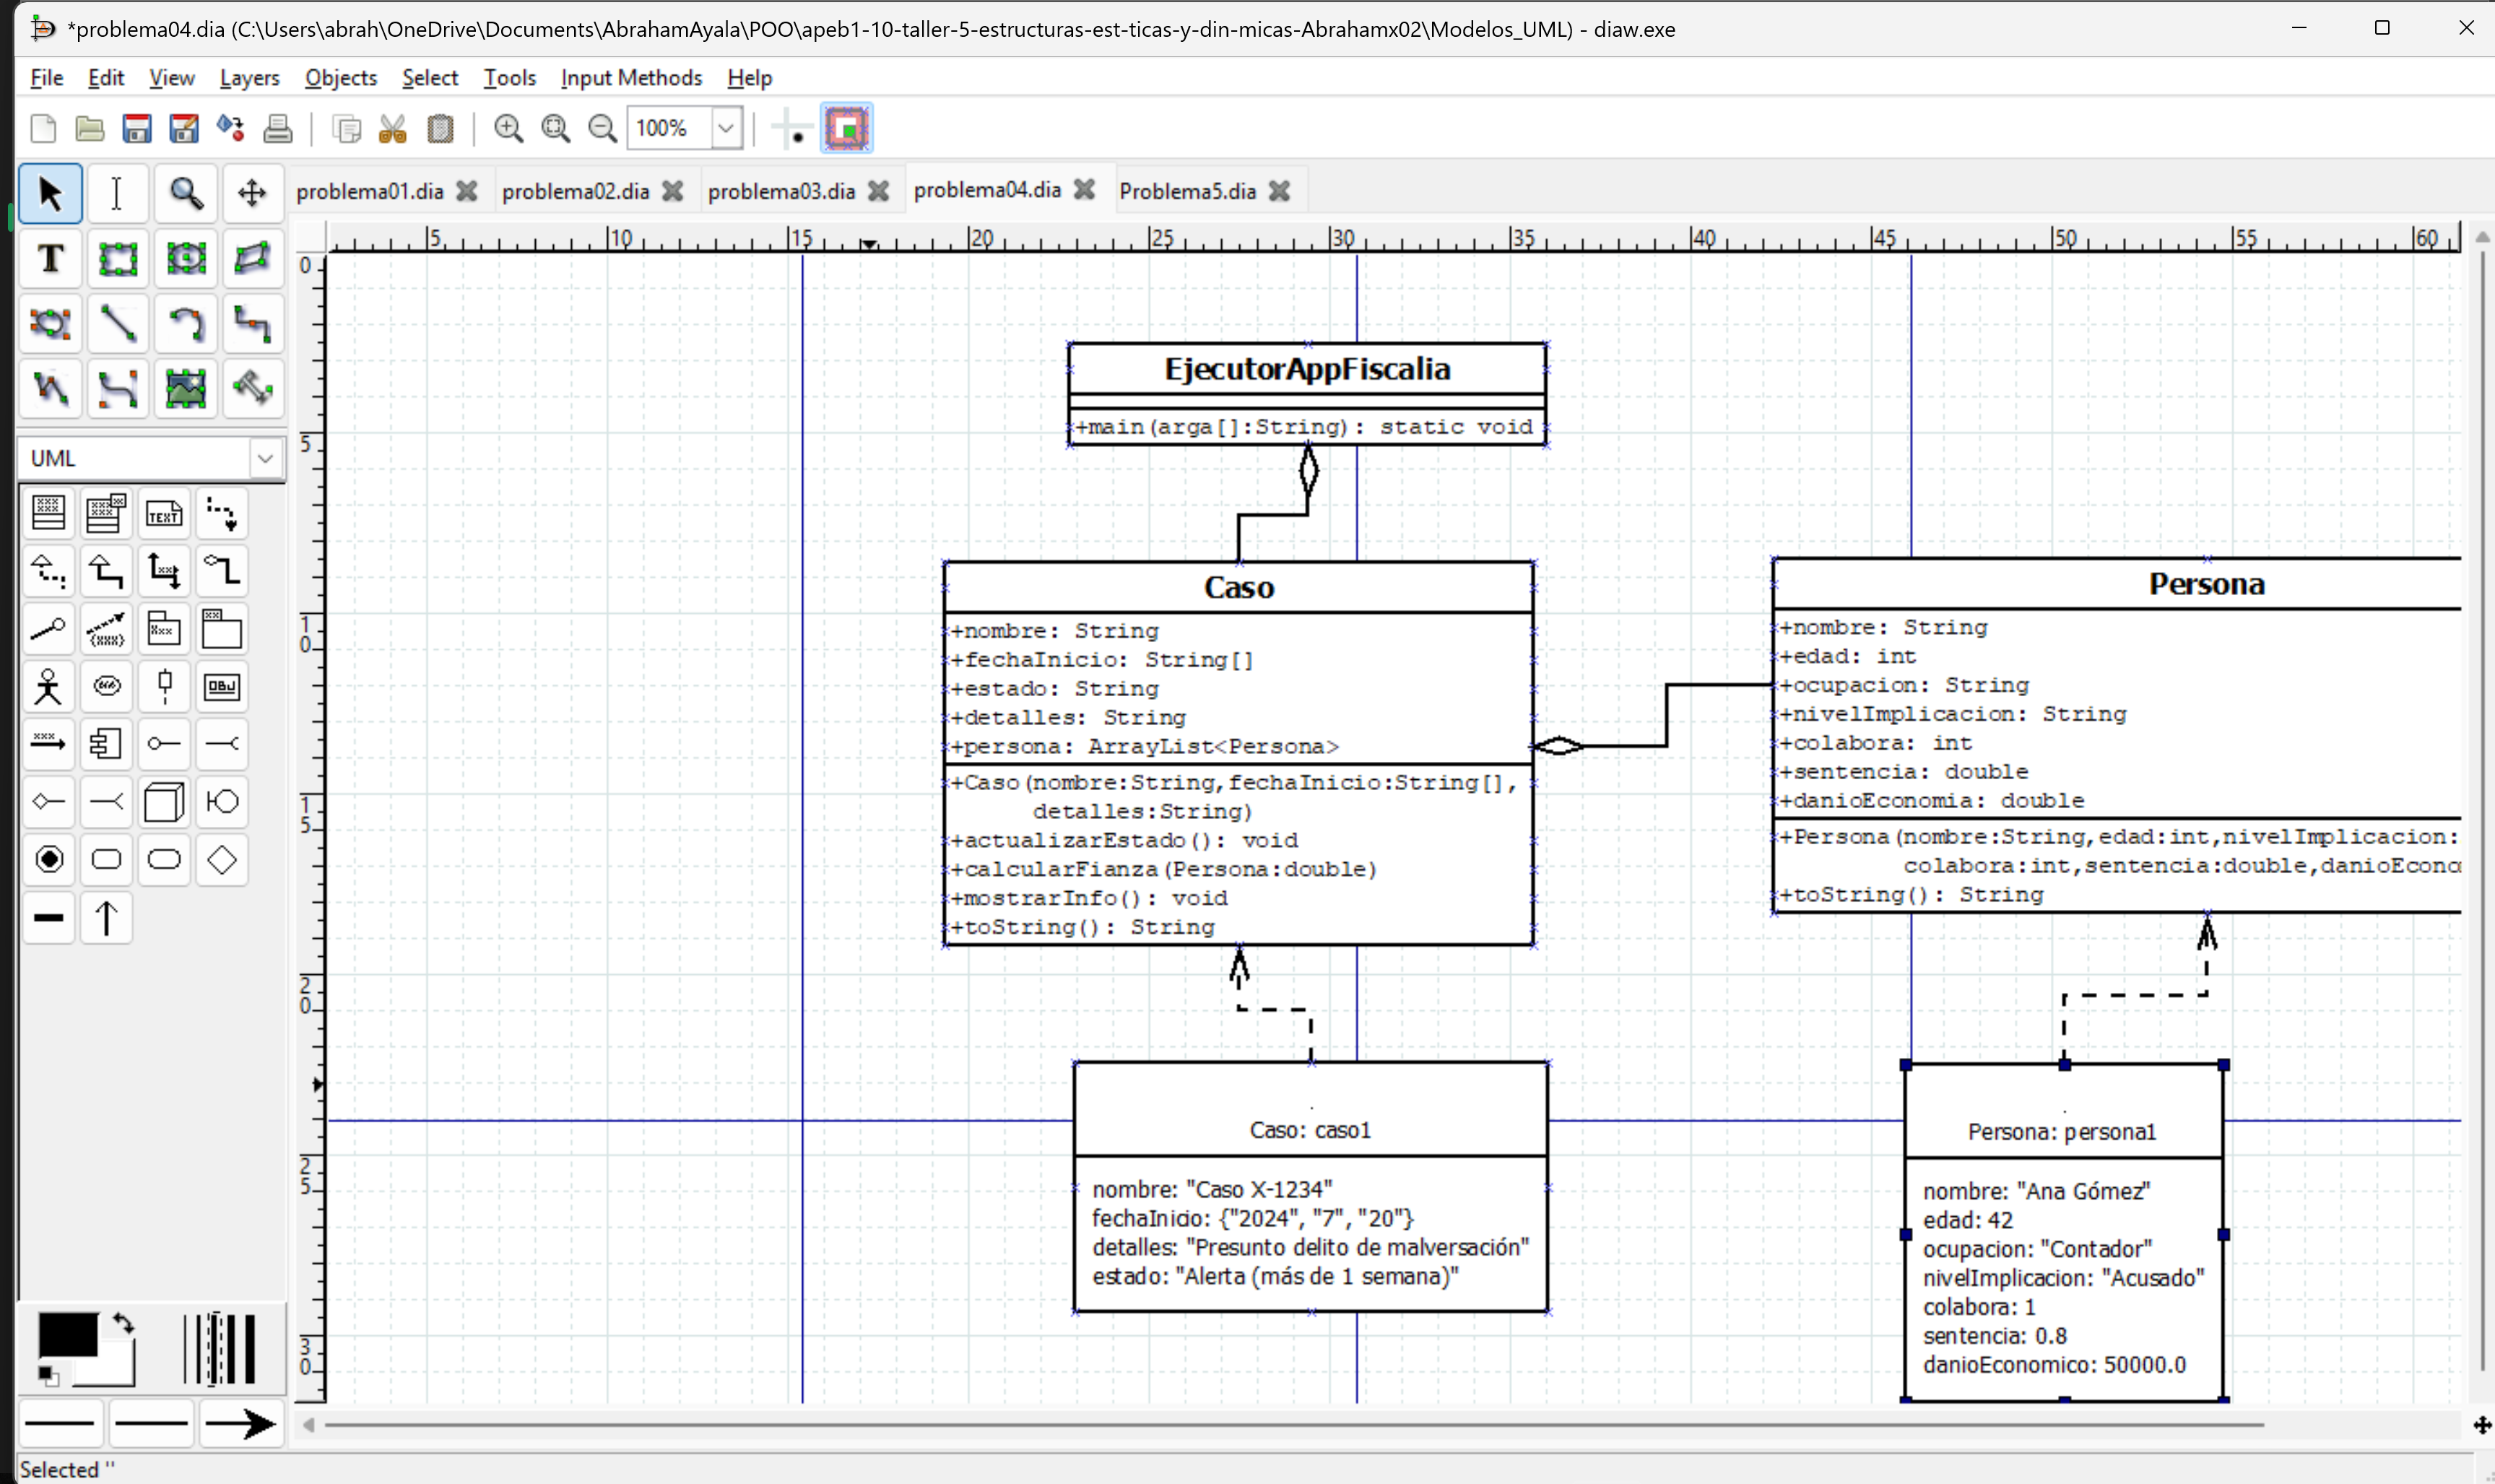 *problema04.dia (C:\Users\abrah\OneDrive\Documents\AbrahamAyala\POO\apeb1-10-taller-5-estructuras-est-ticas-y-din-micas-Abrahamx02\Modelos_UML) - diaw.exe
File Edit View Layers Objects Select Tools Input Methods Help
100%
problema01.dia problema02.dia problema03.dia problema04.dia Problema5.dia
5 10 15 20 25 30 35 40 45 50 55 60
0
5
10
15
20
25
30
T
UML
TEXT
OBJ
EjecutorAppFiscalia
+main(arga[]:String): static void
Caso
+nombre: String
+fechaInicio: String[]
+estado: String
+detalles: String
+persona: ArrayList<Persona>
+Caso(nombre:String,fechaInicio:String[],
detalles:String)
+actualizarEstado(): void
+calcularFianza(Persona:double)
+mostrarInfo(): void
+toString(): String
Persona
+nombre: String
+edad: int
+ocupacion: String
+nivelImplicacion: String
+colabora: int
+sentencia: double
+danioEconomia: double
+Persona(nombre:String,edad:int,nivelImplicacion:
colabora:int,sentencia:double,danioEcono
+toString(): String
Caso: caso1
nombre: "Caso X-1234"
fechaInicio: {"2024", "7", "20"}
detalles: "Presunto delito de malversación"
estado: "Alerta (más de 1 semana)"
Persona: persona1
nombre: "Ana Gómez"
edad: 42
ocupacion: "Contador"
nivelImplicacion: "Acusado"
colabora: 1
sentencia: 0.8
danioEconomico: 50000.0
Selected ''